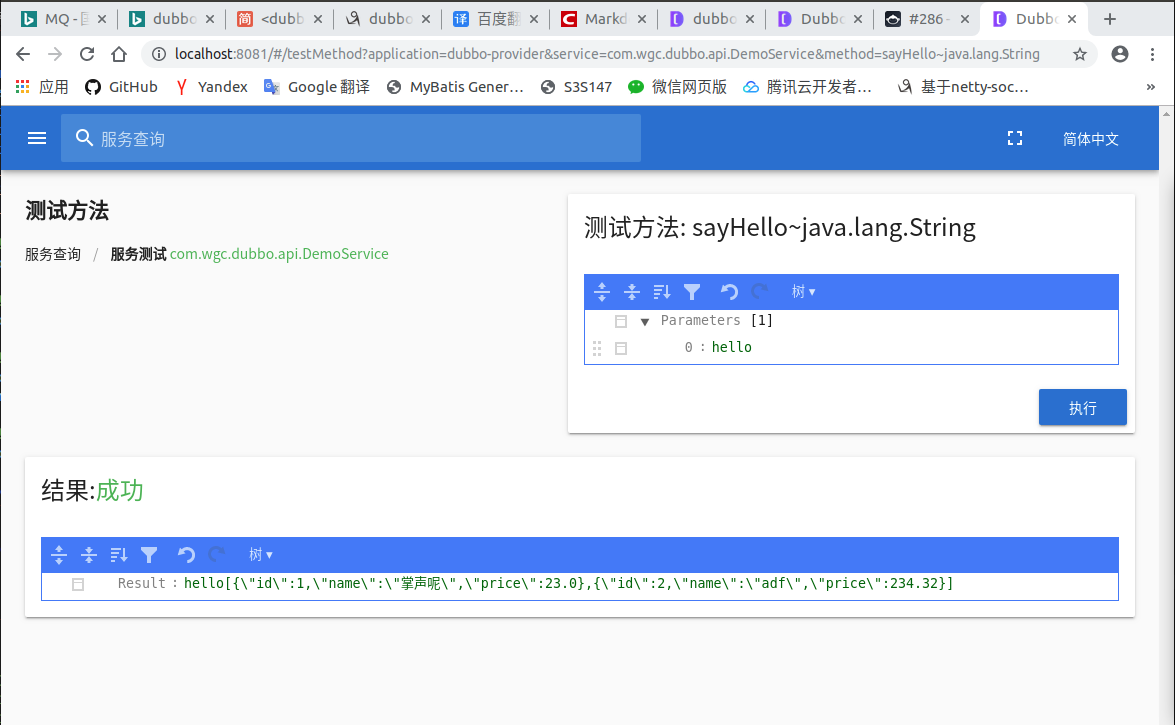 MQ -
dubbo
<dubb
dubbo
百度翻
Markd
dubbo
Dubbo
#286 -
Dubbo
localhost:8081/#/testMethod?application=dubbo-provider&service=com.wgc.dubbo.api.DemoService&method=sayHello~java.lang.String
应用 GitHub Yandex Google 翻译 MyBatis Gener… S3S147 微信网页版 腾讯云开发者… 基于netty-soc… »
服务查询 简体中文
测试方法
服务查询 / 服务测试 com.wgc.dubbo.api.DemoService
测试方法: sayHello~java.lang.String
树 ▾
Parameters [1]
0 : hello
执行
结果:成功
树 ▾
Result : hello[{\"id\":1,\"name\":\"掌声呢\",\"price\":23.0},{\"id\":2,\"name\":\"adf\",\"price\":234.32}]